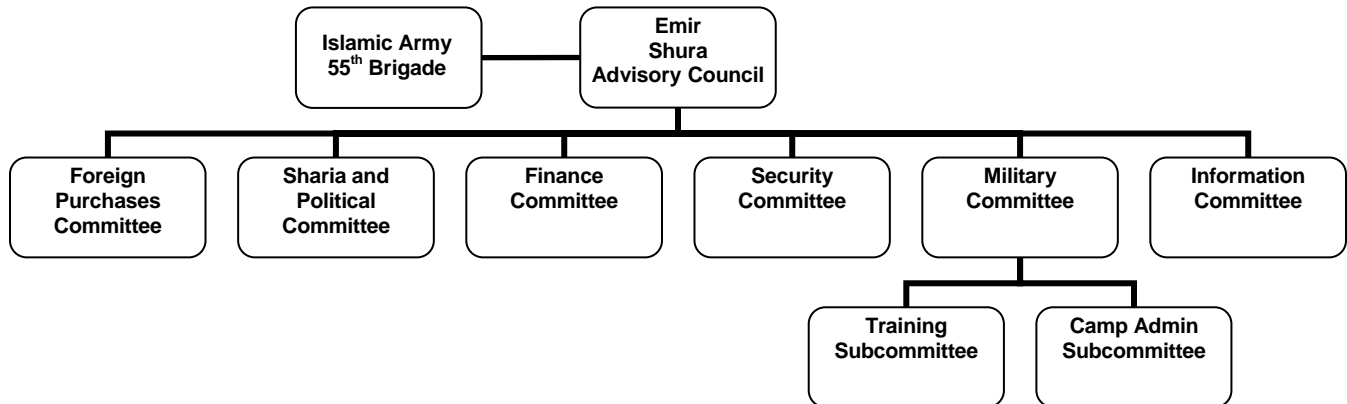 Islamic Army
55th Brigade
Emir
Shura
Advisory Council
Foreign
Purchases
Committee
Sharia and
Political
Committee
Finance
Committee
Security
Committee
Military
Committee
Information
Committee
Training
Subcommittee
Camp Admin
Subcommittee